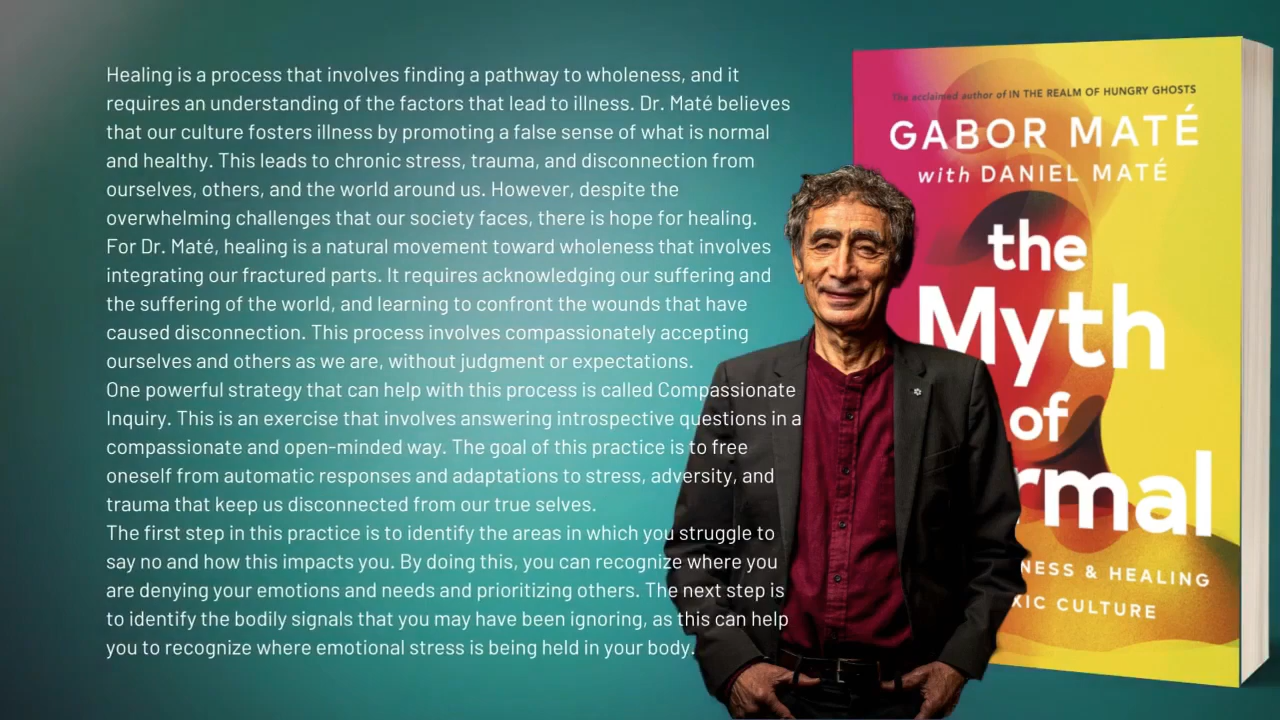 Healing is a process that involves finding a pathway to wholeness, and it
requires an understanding of the factors that lead to illness. Dr. Maté believes
that our culture fosters illness by promoting a false sense of what is normal
and healthy. This leads to chronic stress, trauma, and disconnection from
ourselves, others, and the world around us. However, despite the
overwhelming challenges that our society faces, there is hope for healing.
For Dr. Maté, healing is a natural movement toward wholeness that involves
integrating our fractured parts. It requires acknowledging our suffering and
the suffering of the world, and learning to confront the wounds that have
caused disconnection. This process involves compassionately accepting
ourselves and others as we are, without judgment or expectations.
One powerful strategy that can help with this process is called Compassionate
Inquiry. This is an exercise that involves answering introspective questions in a
compassionate and open-minded way. The goal of this practice is to free
oneself from automatic responses and adaptations to stress, adversity, and
trauma that keep us disconnected from our true selves.
The first step in this practice is to identify the areas in which you struggle to
say no and how this impacts you. By doing this, you can recognize where you
are denying your emotions and needs and prioritizing others. The next step is
to identify the bodily signals that you may have been ignoring, as this can help
you to recognize where emotional stress is being held in your body.
The acclaimed author of IN THE REALM OF HUNGRY GHOSTS
GABOR MATÉ
with DANIEL MATÉ
the
Myth
of
rmal
NESS & HEALING
XIC CULTURE